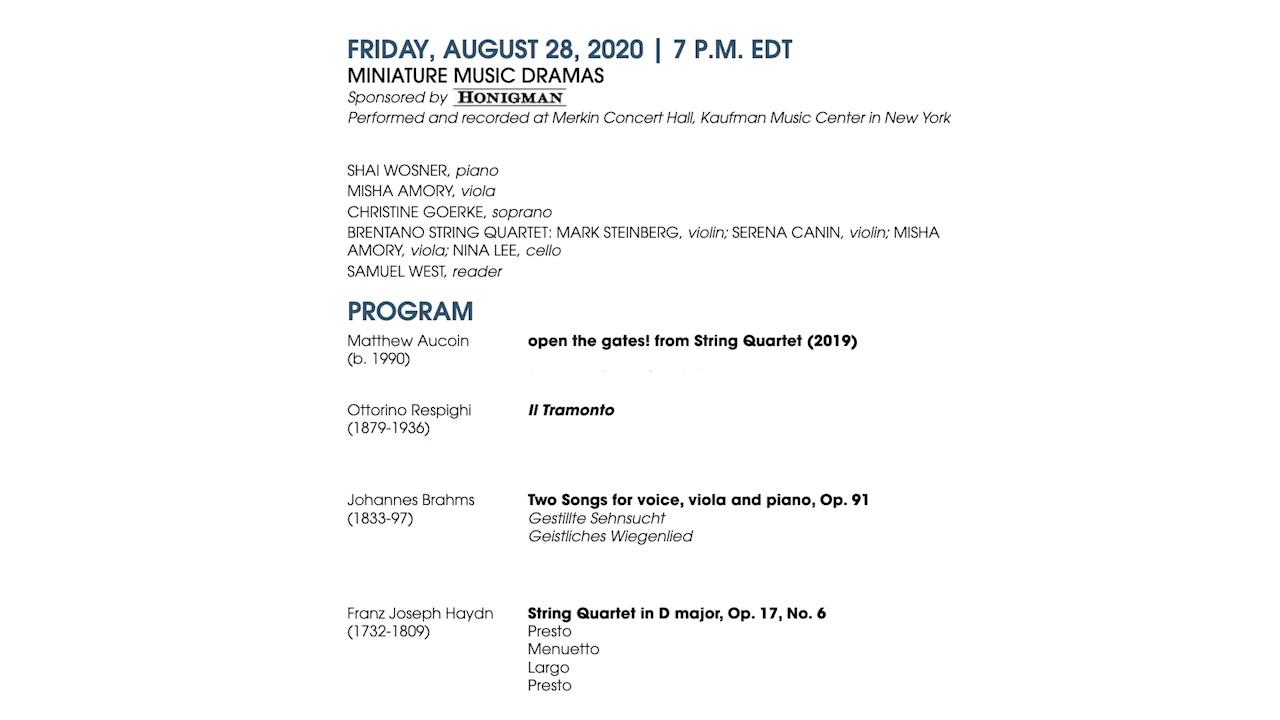 FRIDAY, AUGUST 28, 2020 | 7 P.M. EDT
MINIATURE MUSIC DRAMAS
Sponsored by HONIGMAN
Performed and recorded at Merkin Concert Hall, Kaufman Music Center in New York
SHAI WOSNER, piano
MISHA AMORY, viola
CHRISTINE GOERKE, soprano
BRENTANO STRING QUARTET: MARK STEINBERG, violin; SERENA CANIN, violin; MISHA
AMORY, viola; NINA LEE, cello
SAMUEL WEST, reader
PROGRAM
Matthew Aucoin open the gates! from String Quartet (2019)
(b. 1990)
Ottorino Respighi Il Tramonto
(1879-1936)
Johannes Brahms Two Songs for voice, viola and piano, Op. 91
(1833-97) Gestillte Sehnsucht
Geistliches Wiegenlied
Franz Joseph Haydn String Quartet in D major, Op. 17, No. 6
(1732-1809) Presto
Menuetto
Largo
Presto